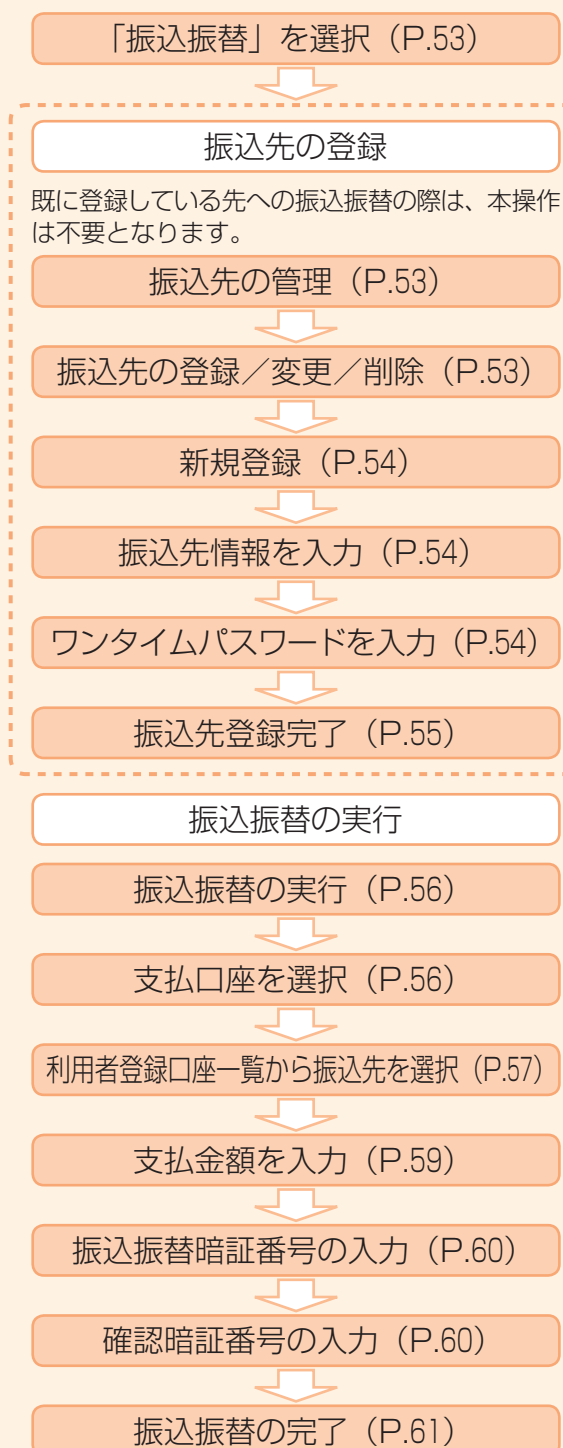 「振込振替」を選択（P.53）
振込先の登録
既に登録している先への振込振替の際は、本操作
は不要となります。
振込先の管理（P.53）
振込先の登録／変更／削除（P.53）
新規登録（P.54）
振込先情報を入力（P.54）
ワンタイムパスワードを入力（P.54）
振込先登録完了（P.55）
振込振替の実行
振込振替の実行（P.56）
支払口座を選択（P.56）
利用者登録口座一覧から振込先を選択（P.57）
支払金額を入力（P.59）
振込振替暗証番号の入力（P.60）
確認暗証番号の入力（P.60）
振込振替の完了（P.61）